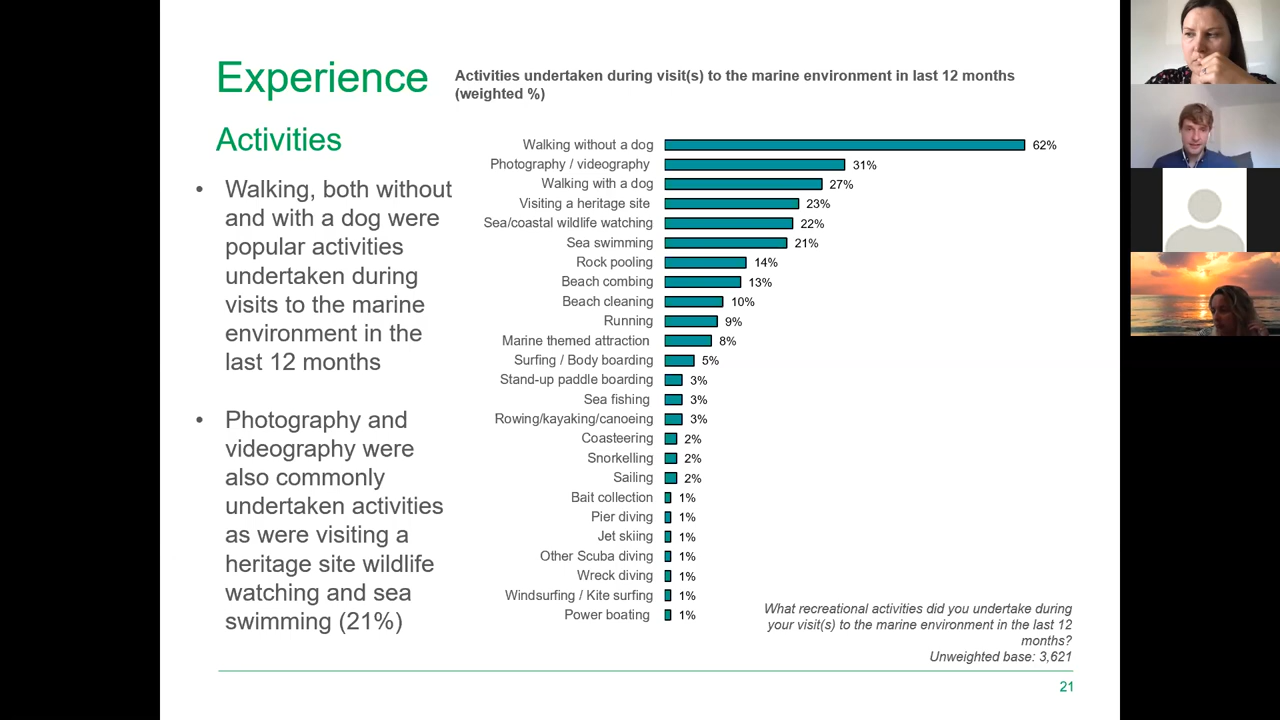 Experience
Activities undertaken during visit(s) to the marine environment in last 12 months
(weighted %)
Activities
• Walking, both without
and with a dog were
popular activities
undertaken during
visits to the marine
environment in the
last 12 months
• Photography and
videography were
also commonly
undertaken activities
as were visiting a
heritage site wildlife
watching and sea
swimming (21%)
Walking without a dog 62%
Photography / videography 31%
Walking with a dog 27%
Visiting a heritage site 23%
Sea/coastal wildlife watching 22%
Sea swimming 21%
Rock pooling 14%
Beach combing 13%
Beach cleaning 10%
Running 9%
Marine themed attraction 8%
Surfing / Body boarding 5%
Stand-up paddle boarding 3%
Sea fishing 3%
Rowing/kayaking/canoeing 3%
Coasteering 2%
Snorkelling 2%
Sailing 2%
Bait collection 1%
Pier diving 1%
Jet skiing 1%
Other Scuba diving 1%
Wreck diving 1%
Windsurfing / Kite surfing 1%
Power boating 1%
What recreational activities did you undertake during
your visit(s) to the marine environment in the last 12
months?
Unweighted base: 3,621
21